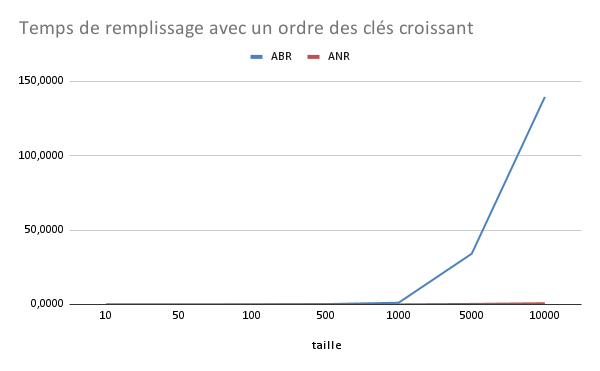 Temps de remplissage avec un ordre des clés croissant
ABR ANR
150,0000
100,0000
50,0000
0,0000
10 50 100 500 1000 5000 10000
taille